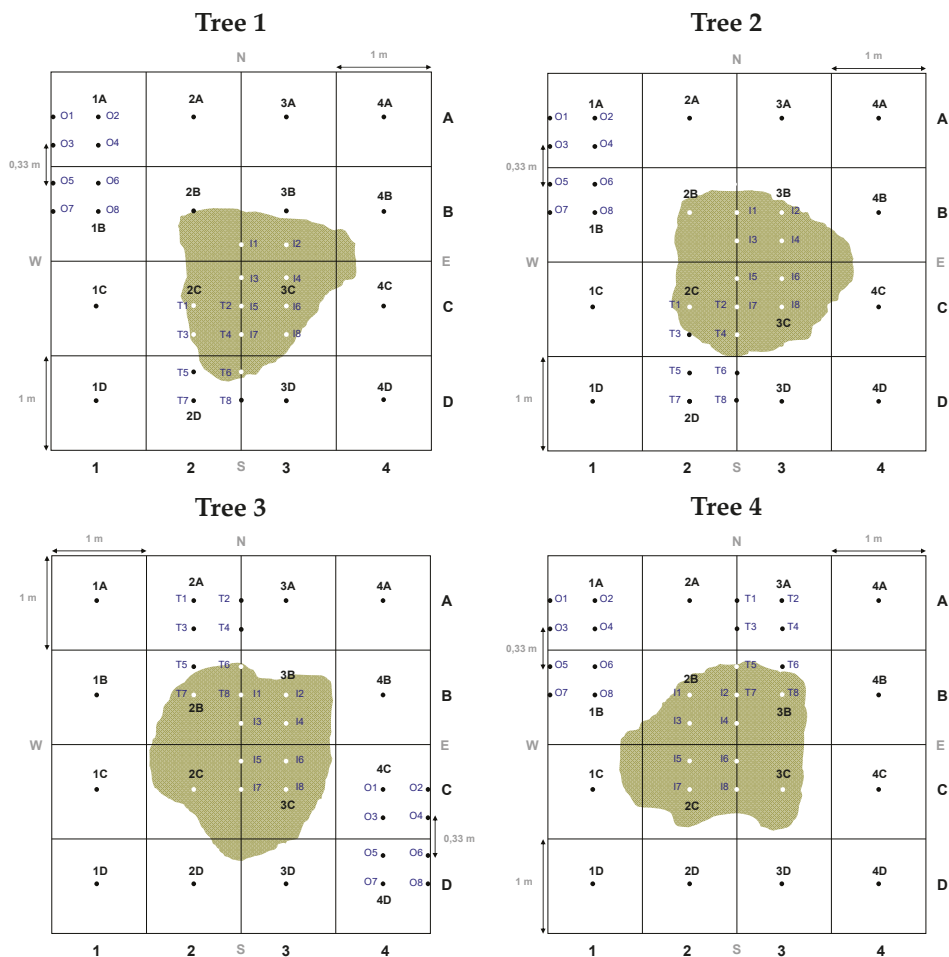 Tree 1
N
1 m
1A 2A 3A 4A
O1 O2 A
O3 O4
0,33 m
O5 O6 2B 3B 4B
O7 O8 B
1B
I1 I2
W E
I3 I4
1C 2C 3C 4C
T1 T2 I5 I6 C
T3 T4 I7 I8
T5 T6
1D 3D 4D
1 m
T7 T8 D
2D
1 2 S 3 4
Tree 2
N
1 m
1A 2A 3A 4A
O1 O2 A
O3 O4
0,33 m
O5 O6
2B 3B 4B
O7 O8 I1 I2 B
1B
I3 I4
W E
I5 I6
1C 2C 4C
T1 T2 I7 I8 C
3C
T3 T4
T5 T6
1D 3D 4D
1 m
T7 T8 D
2D
1 2 S 3 4
Tree 3
N
1 m
1A 2A 3A 4A
T1 T2 A
1 m
T3 T4
T5 T6
3B
1B 4B
T7 T8 I1 I2 B
2B
I3 I4
W E
I5 I6
1C 2C 4C
I7 I8 O1 O2 C
3C
O3 O4
0,33 m
O5 O6
1D 2D 3D
O7 O8 D
4D
1 2 S 3 4
Tree 4
N
1 m
1A 2A 3A 4A
O1 O2 T1 T2 A
O3 O4 T3 T4
0,33 m
O5 O6 T5 T6
2B 4B
O7 O8 I1 I2 T7 T8 B
1B 3B
I3 I4
W E
I5 I6
1C 3C 4C
I7 I8 C
2C
1D 2D 3D 4D
1 m
D
1 2 S 3 4